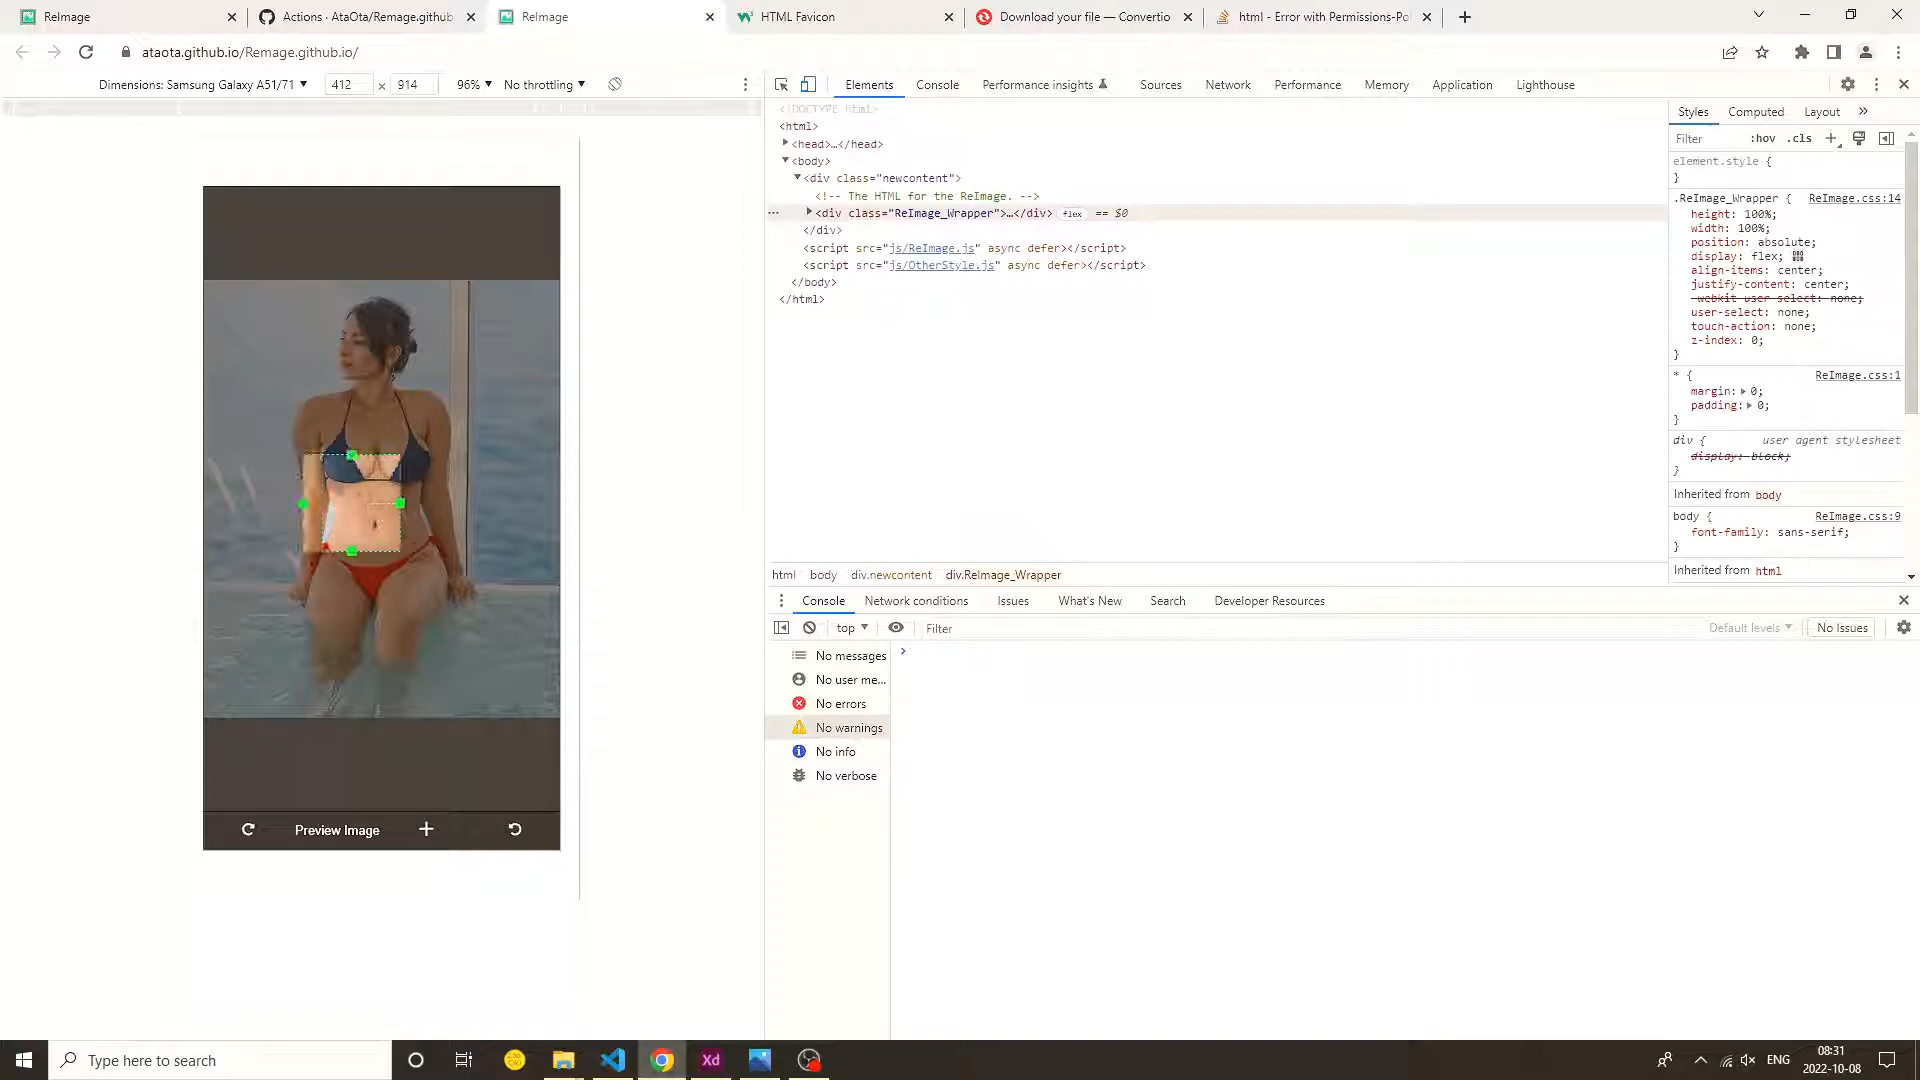 ReImage
Actions · AtaOta/Remage.github
ReImage
HTML Favicon
Download your file — Convertio
html - Error with Permissions-Po
ataota.github.io/Remage.github.io/
Dimensions: Samsung Galaxy A51/71
412 x 914
96%
No throttling
Elements
Console
Performance insights
Sources
Network
Performance
Memory
Application
Lighthouse
<!DOCTYPE html>
<html>
<head>…</head>
<body>
<div class="newcontent">
<!-- The HTML for the ReImage. -->
<div class="ReImage_Wrapper">…</div> flex == $0
</div>
<script src="js/ReImage.js" async defer></script>
<script src="js/OtherStyle.js" async defer></script>
</body>
</html>
Styles
Computed
Layout
Filter
:hov .cls
element.style {
}
.ReImage_Wrapper { ReImage.css:14
height: 100%;
width: 100%;
position: absolute;
display: flex;
align-items: center;
justify-content: center;
-webkit-user-select: none;
user-select: none;
touch-action: none;
z-index: 0;
}
* { ReImage.css:1
margin: 0;
padding: 0;
}
div { user agent stylesheet
display: block;
}
Inherited from body
body { ReImage.css:9
font-family: sans-serif;
}
Inherited from html
html body div.newcontent div.ReImage_Wrapper
Console
Network conditions
Issues
What's New
Search
Developer Resources
top
Filter
Default levels
No Issues
No messages
No user me...
No errors
No warnings
No info
No verbose
Preview Image
Type here to search
Xd
ENG
08:31
2022-10-08